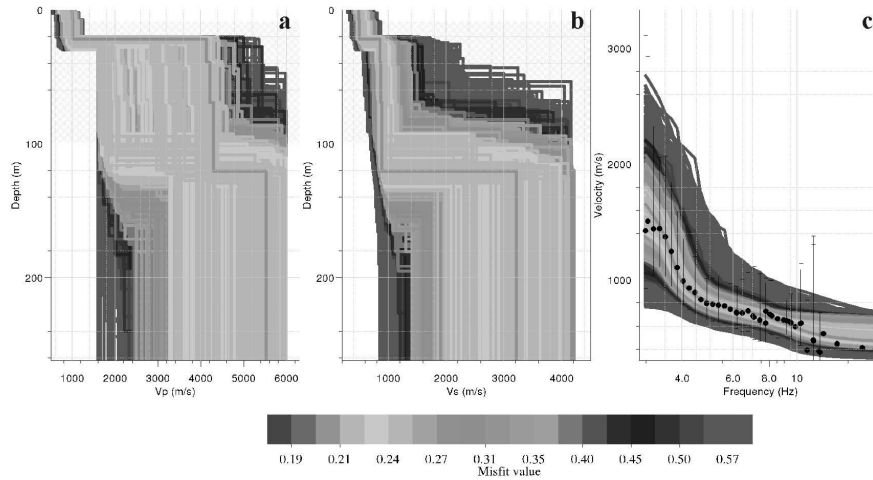 a
b
c
0
100
200
Depth (m)
1000 2000 3000 4000 5000 6000
Vp (m/s)
0
100
200
Depth (m)
1000 2000 3000 4000
Vs (m/s)
3000
2000
1000
Velocity (m/s)
4.0 6.0 8.0 10
Frequency (Hz)
0.19 0.21 0.24 0.27 0.31 0.35 0.40 0.45 0.50 0.57
Misfit value